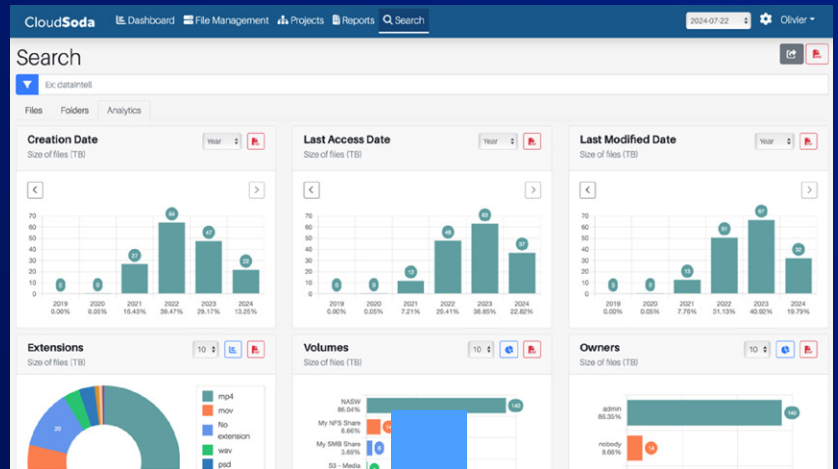 CloudSoda Dashboard File Management Projects Reports Search 2024-07-22 Olivier
Search
Ex: dataintell
Files Folders Analytics
Creation Date Year
Size of files (TB)
70
60
50
40
30
20
10
0
0 0 27 64 47 22
2019 2020 2021 2022 2023 2024
0.00% 0.05% 16.43% 39.47% 29.17% 13.25%
Last Access Date Year
Size of files (TB)
70
60
50
40
30
20
10
0
0 0 12 48 63 37
2019 2020 2021 2022 2023 2024
0.00% 0.05% 7.21% 29.41% 38.85% 22.82%
Last Modified Date Year
Size of files (TB)
70
60
50
40
30
20
10
0
0 0 13 51 67 32
2019 2020 2021 2022 2023 2024
0.00% 0.05% 7.76% 31.13% 40.92% 19.79%
Extensions 10
Size of files (TB)
20
mp4
mov
No
extension
wav
psd
Volumes 10
Size of files (TB)
NASW
86.04%
140
My NFS Share
8.66%
My SMB Share
3.69%
6
S3 - Media
Owners 10
Size of files (TB)
admin
86.35%
140
nobody
8.66%
14